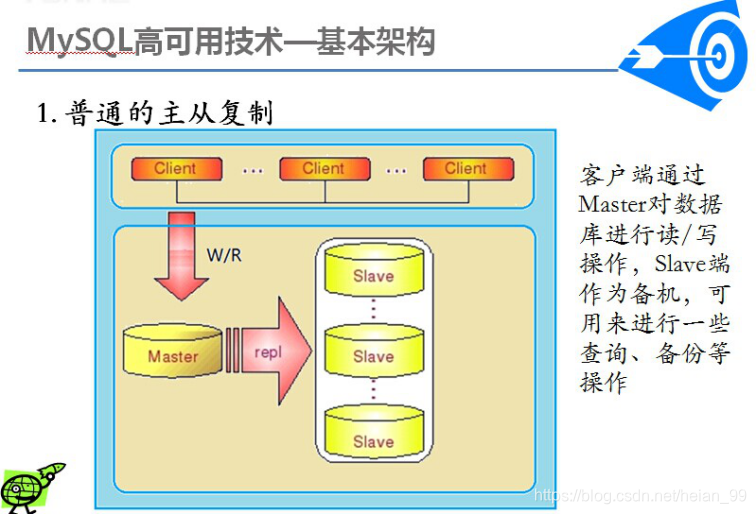 MySQL高可用技术—基本架构
1. 普通的主从复制
Client ... Client ... Client
W/R
Slave
Master
repl
Slave
Slave
客户端通过
Master对数据
库进行读/写
操作，Slave端
作为备机，可
用来进行一些
查询、备份等
操作
https://blog.csdn.net/heian_99